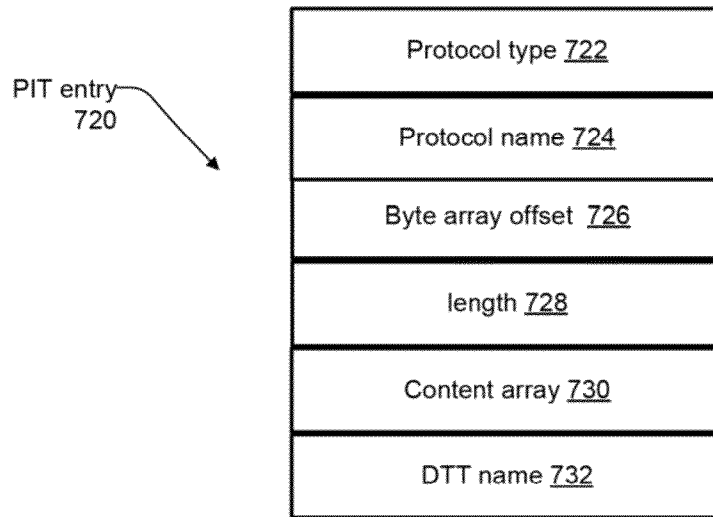 Protocol type 722
PIT entry
720
Protocol name 724
Byte array offset 726
length 728
Content array 730
DTT name 732